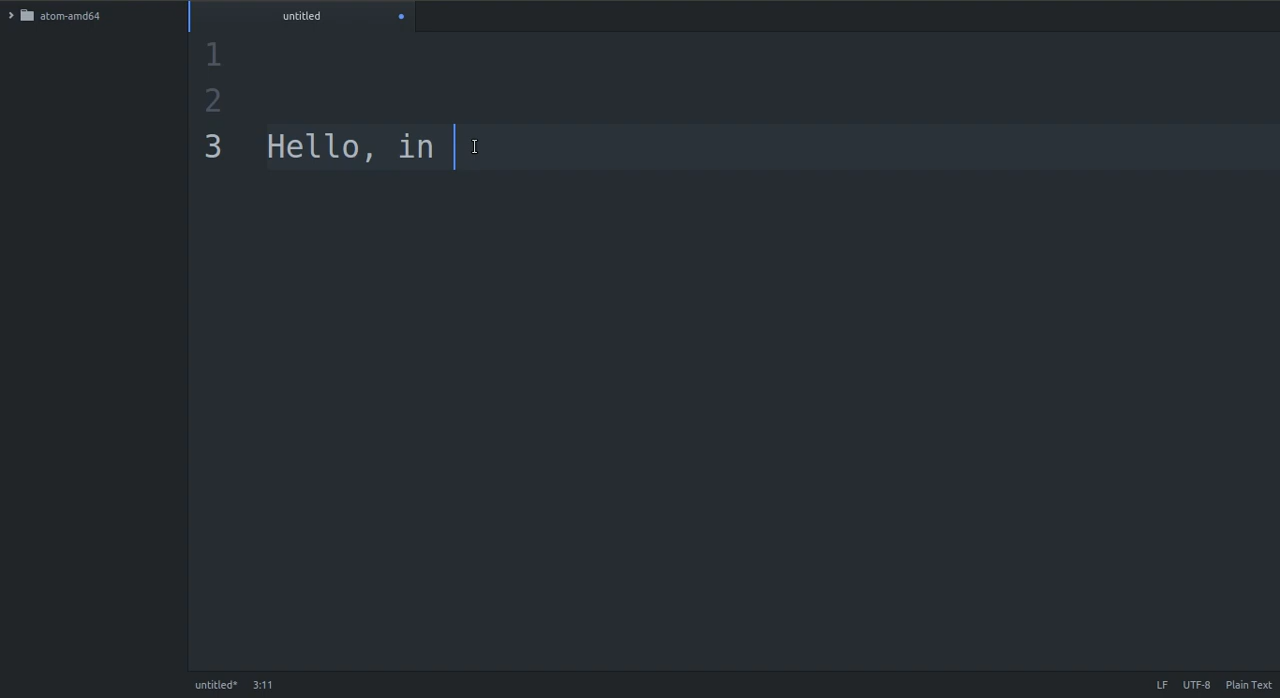 atom-amd64
untitled
1
2
3 Hello, in
untitled* 3:11 LF UTF-8 Plain Text